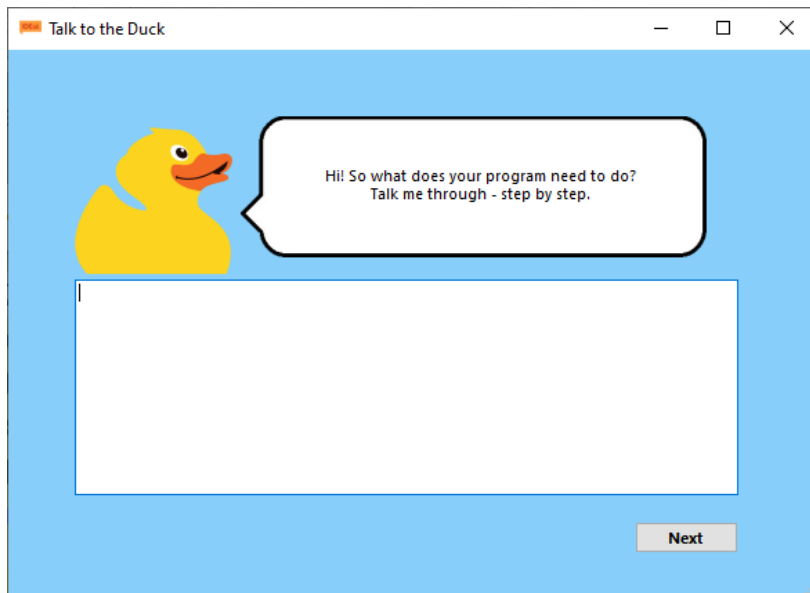 Talk to the Duck
Hi! So what does your program need to do?
Talk me through - step by step.
Next